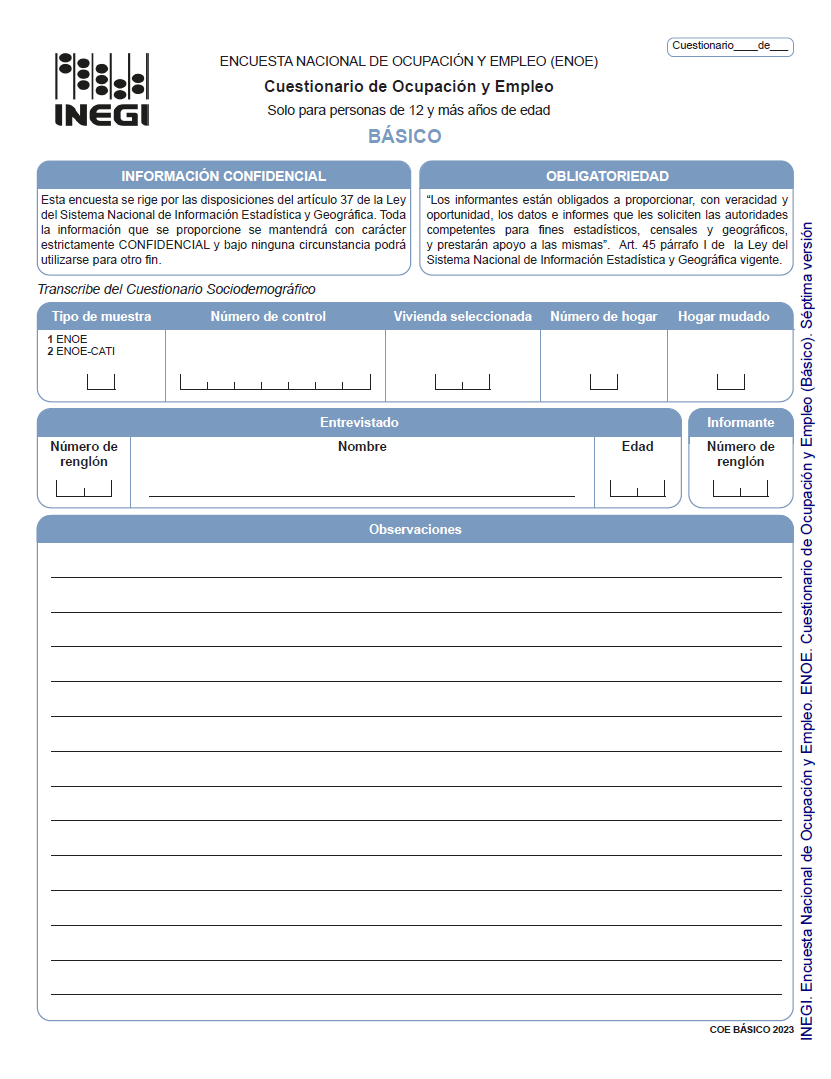 Cuestionario____de___
INEGI
ENCUESTA NACIONAL DE OCUPACIÓN Y EMPLEO (ENOE)
Cuestionario de Ocupación y Empleo
Solo para personas de 12 y más años de edad
BÁSICO
INFORMACIÓN CONFIDENCIAL
Esta encuesta se rige por las disposiciones del artículo 37 de la Ley
del Sistema Nacional de Información Estadística y Geográfica. Toda
la información que se proporcione se mantendrá con carácter
estrictamente CONFIDENCIAL y bajo ninguna circunstancia podrá
utilizarse para otro fin.
OBLIGATORIEDAD
“Los informantes están obligados a proporcionar, con veracidad y
oportunidad, los datos e informes que les soliciten las autoridades
competentes para fines estadísticos, censales y geográficos,
y prestarán apoyo a las mismas”. Art. 45 párrafo I de la Ley del
Sistema Nacional de Información Estadística y Geográfica vigente.
Transcribe del Cuestionario Sociodemográfico
Tipo de muestra
1 ENOE
2 ENOE-CATI
Número de control
Vivienda seleccionada
Número de hogar
Hogar mudado
Entrevistado
Número de
renglón
Nombre
Edad
Informante
Número de
renglón
Observaciones
COE BÁSICO 2023
INEGI. Encuesta Nacional de Ocupación y Empleo. ENOE. Cuestionario de Ocupación y Empleo (Básico). Séptima versión